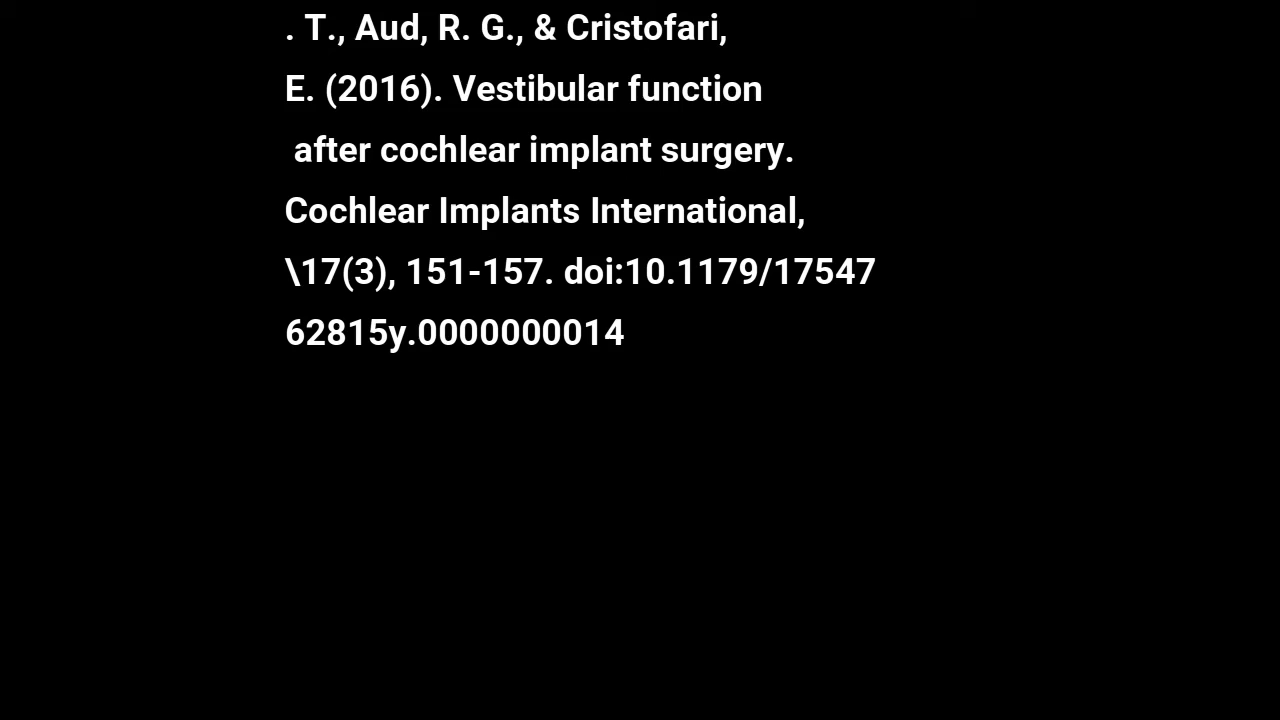 . T., Aud, R. G., & Cristofari,
E. (2016). Vestibular function
after cochlear implant surgery.
Cochlear Implants International,
\17(3), 151-157. doi:10.1179/17547
62815y.0000000014